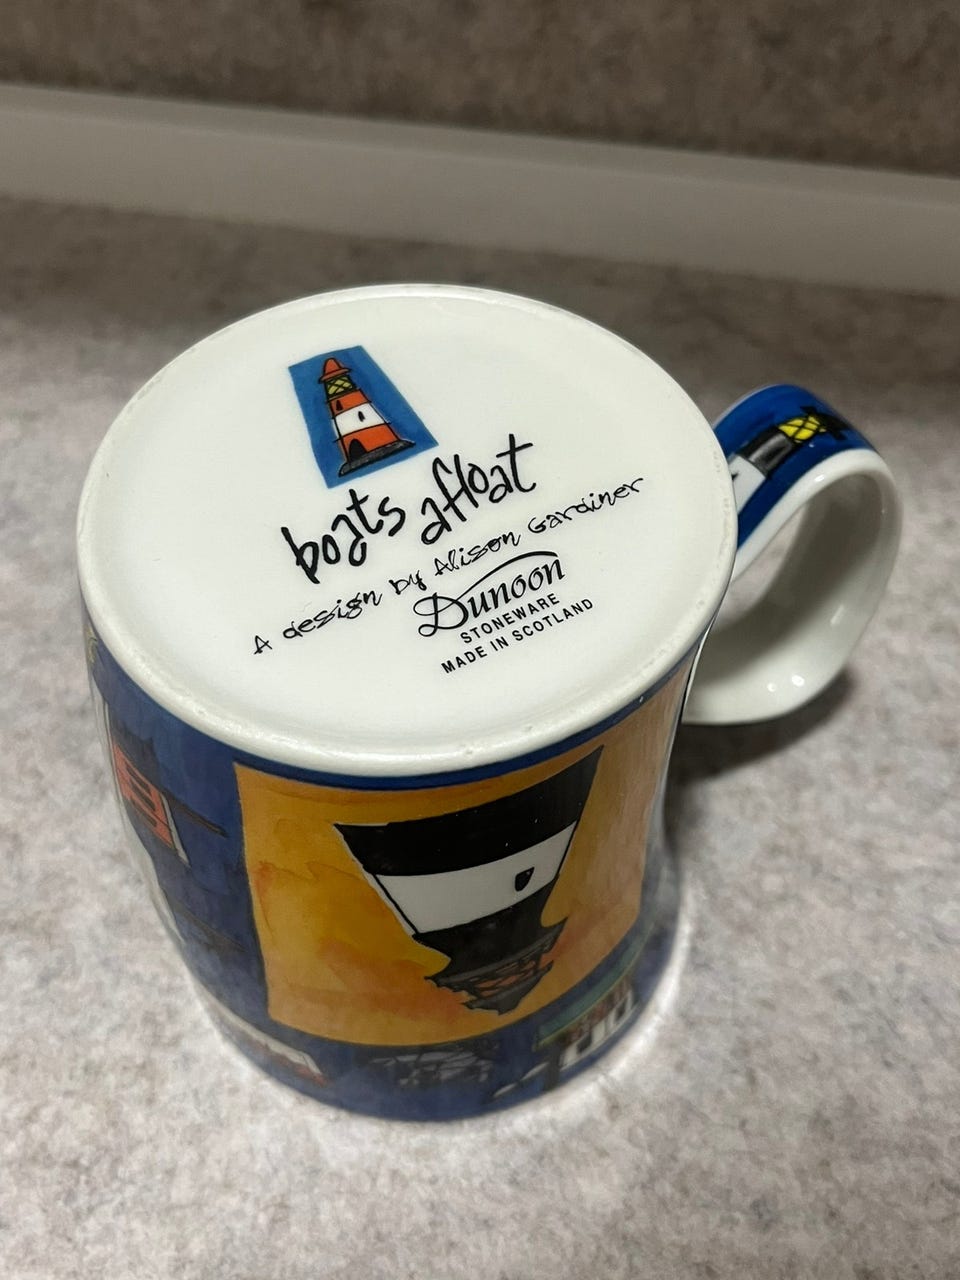 boats afloat
A design by Alison Gardiner
Dunoon
STONEWARE
MADE IN SCOTLAND